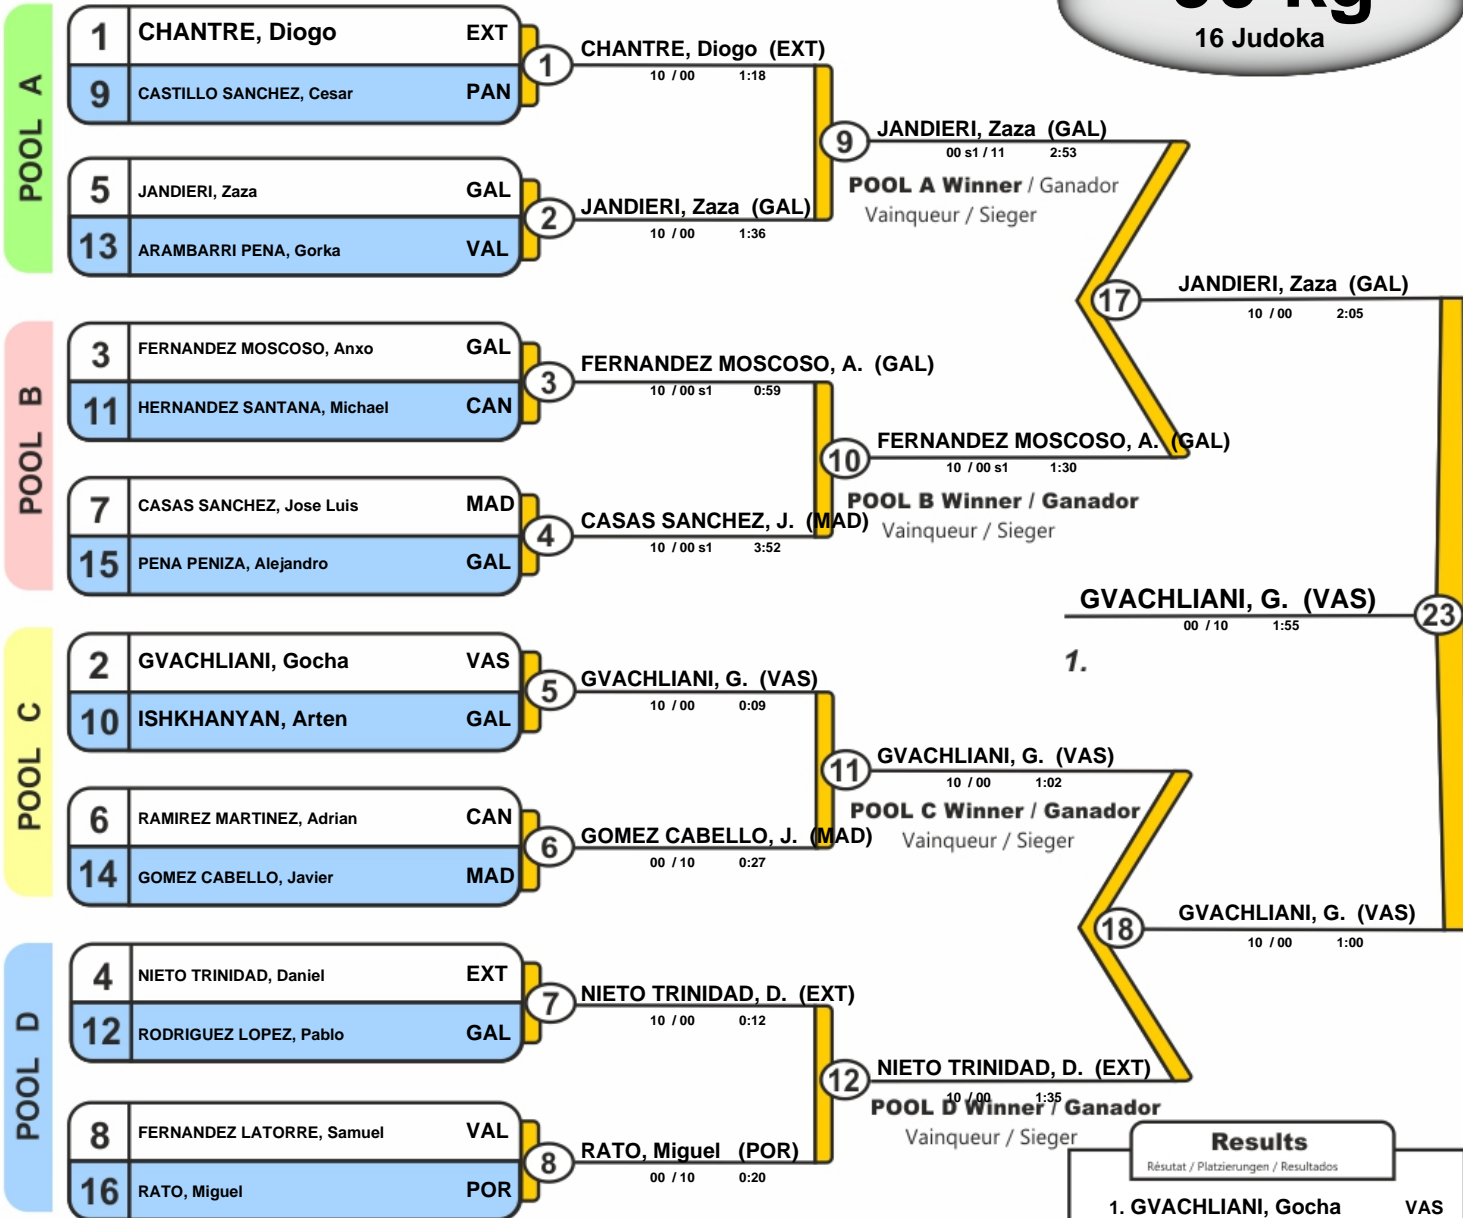 16 Judoka
POOL A
1 CHANTRE, Diogo EXT
9 CASTILLO SANCHEZ, Cesar PAN
1
CHANTRE, Diogo (EXT)
10 / 00 1:18
5 JANDIERI, Zaza GAL
13 ARAMBARRI PENA, Gorka VAL
2
JANDIERI, Zaza (GAL)
10 / 00 1:36
9
JANDIERI, Zaza (GAL)
00 s1 / 11 2:53
POOL A Winner / Ganador
Vainqueur / Sieger
POOL B
3 FERNANDEZ MOSCOSO, Anxo GAL
11 HERNANDEZ SANTANA, Michael CAN
3
FERNANDEZ MOSCOSO, A. (GAL)
10 / 00 s1 0:59
7 CASAS SANCHEZ, Jose Luis MAD
15 PENA PENIZA, Alejandro GAL
4
CASAS SANCHEZ, J. (MAD)
10 / 00 s1 3:52
10
FERNANDEZ MOSCOSO, A. (GAL)
10 / 00 s1 1:30
POOL B Winner / Ganador
Vainqueur / Sieger
17
JANDIERI, Zaza (GAL)
10 / 00 2:05
POOL C
2 GVACHLIANI, Gocha VAS
10 ISHKHANYAN, Arten GAL
5
GVACHLIANI, G. (VAS)
10 / 00 0:09
6 RAMIREZ MARTINEZ, Adrian CAN
14 GOMEZ CABELLO, Javier MAD
6
GOMEZ CABELLO, J. (MAD)
00 / 10 0:27
11
GVACHLIANI, G. (VAS)
10 / 00 1:02
POOL C Winner / Ganador
Vainqueur / Sieger
POOL D
4 NIETO TRINIDAD, Daniel EXT
12 RODRIGUEZ LOPEZ, Pablo GAL
7
NIETO TRINIDAD, D. (EXT)
10 / 00 0:12
8 FERNANDEZ LATORRE, Samuel VAL
16 RATO, Miguel POR
8
RATO, Miguel (POR)
00 / 10 0:20
12
NIETO TRINIDAD, D. (EXT)
10 / 00 1:35
POOL D Winner / Ganador
Vainqueur / Sieger
18
GVACHLIANI, G. (VAS)
10 / 00 1:00
GVACHLIANI, G. (VAS)
23
00 / 10 1:55
1.
Results
Résutat / Platzierungen / Resultados
1. GVACHLIANI, Gocha VAS